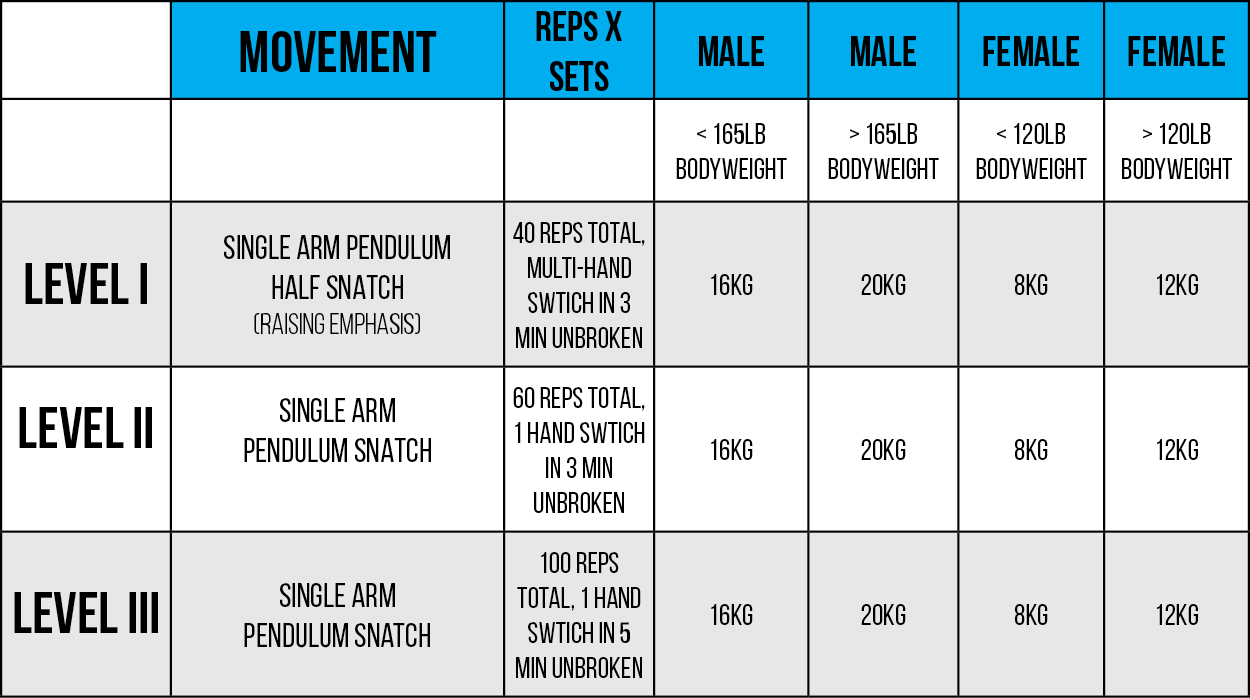 MOVEMENT
REPS X
SETS
MALE
MALE
FEMALE
FEMALE
< 165LB
BODYWEIGHT
> 165LB
BODYWEIGHT
< 120LB
BODYWEIGHT
> 120LB
BODYWEIGHT
LEVEL I
SINGLE ARM PENDULUM
HALF SNATCH
(RAISING EMPHASIS)
40 REPS TOTAL,
MULTI-HAND
SWTICH IN 3
MIN UNBROKEN
16KG
20KG
8KG
12KG
LEVEL II
SINGLE ARM
PENDULUM SNATCH
60 REPS TOTAL,
1 HAND SWTICH
IN 3 MIN
UNBROKEN
16KG
20KG
8KG
12KG
LEVEL III
SINGLE ARM
PENDULUM SNATCH
100 REPS
TOTAL, 1 HAND
SWTICH IN 5
MIN UNBROKEN
16KG
20KG
8KG
12KG